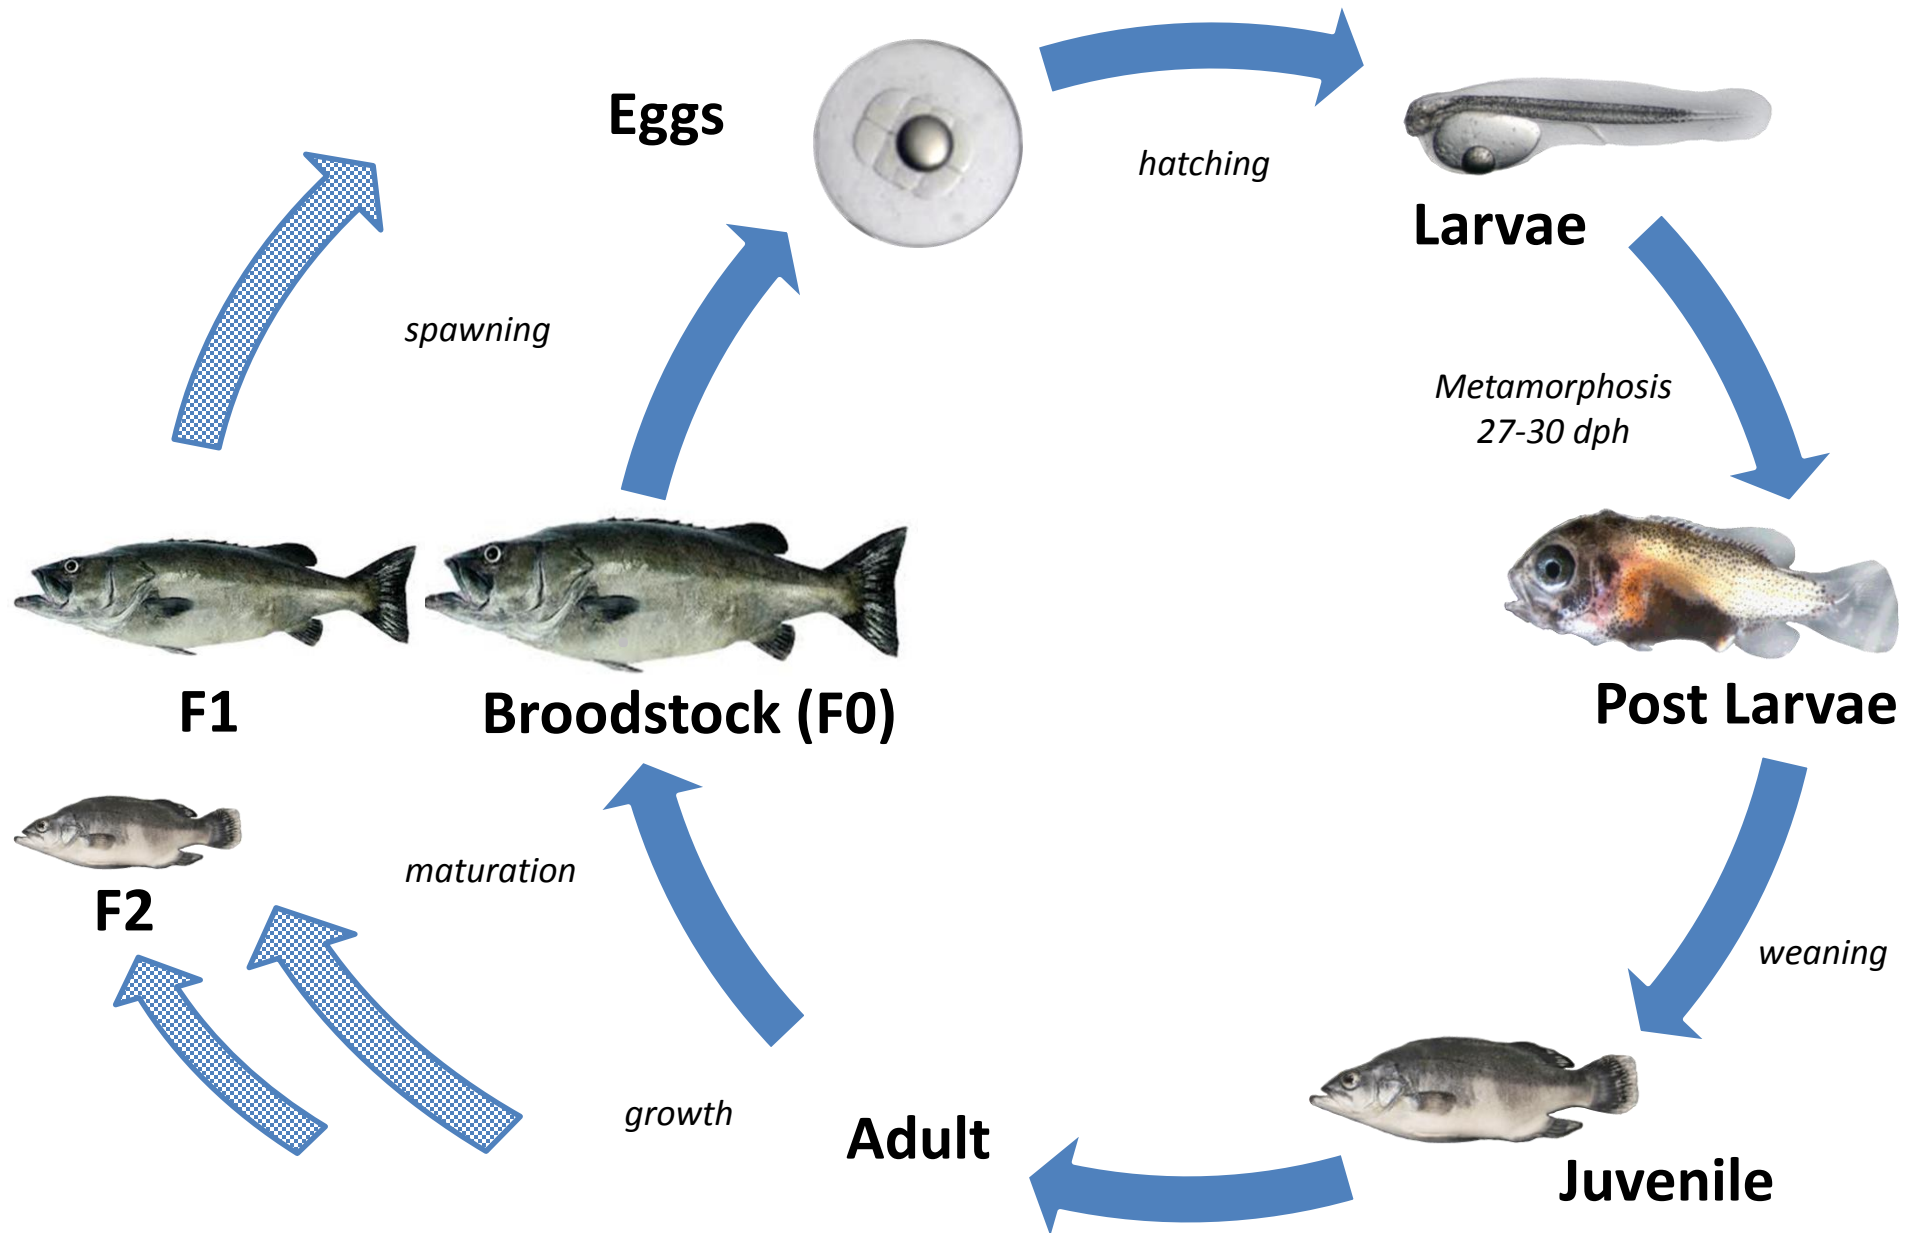 Eggs
hatching
Larvae
spawning
Metamorphosis
27-30 dph
F1
Broodstock (F0)
Post Larvae
maturation
F2
weaning
growth
Adult
Juvenile